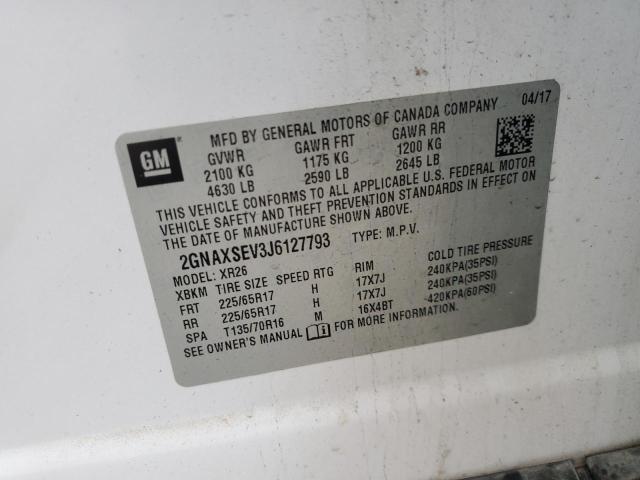 04/17
GM
MFD BY GENERAL MOTORS OF CANADA COMPANY
GVWR GAWR FRT GAWR RR
2100 KG 1175 KG 1200 KG
4630 LB 2590 LB 2645 LB
THIS VEHICLE CONFORMS TO ALL APPLICABLE U.S. FEDERAL MOTOR
VEHICLE SAFETY AND THEFT PREVENTION STANDARDS IN EFFECT ON
THE DATE OF MANUFACTURE SHOWN ABOVE.
2GNAXSEV3J6127793 TYPE: M.P.V.
MODEL: XR26
XBKM TIRE SIZE SPEED RTG RIM COLD TIRE PRESSURE
FRT 225/65R17 H 17X7J 240KPA(35PSI)
RR 225/65R17 H 17X7J 240KPA(35PSI)
SPA T135/70R16 M 16X4BT 420KPA(60PSI)
SEE OWNER'S MANUAL FOR MORE INFORMATION.